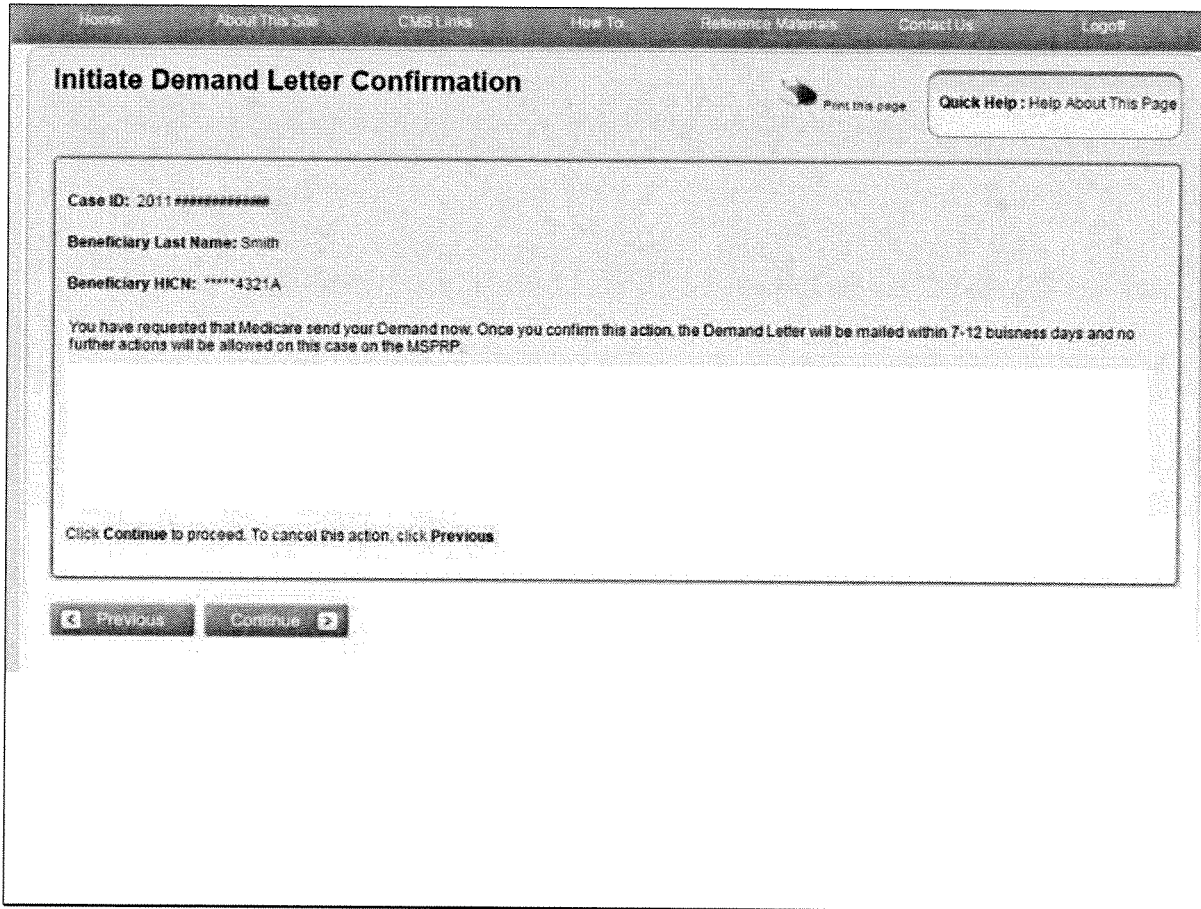 Home About This Site CMS Links How To Reference Materials Contact Us Logoff
Initiate Demand Letter Confirmation
Print this page
Quick Help : Help About This Page
Case ID: 2011#############
Beneficiary Last Name: Smith
Beneficiary HICN: *****4321A
You have requested that Medicare send your Demand now. Once you confirm this action, the Demand Letter will be mailed within 7-12 buisness days and no
further actions will be allowed on this case on the MSPRP.
Click Continue to proceed. To cancel this action, click Previous
Previous Continue